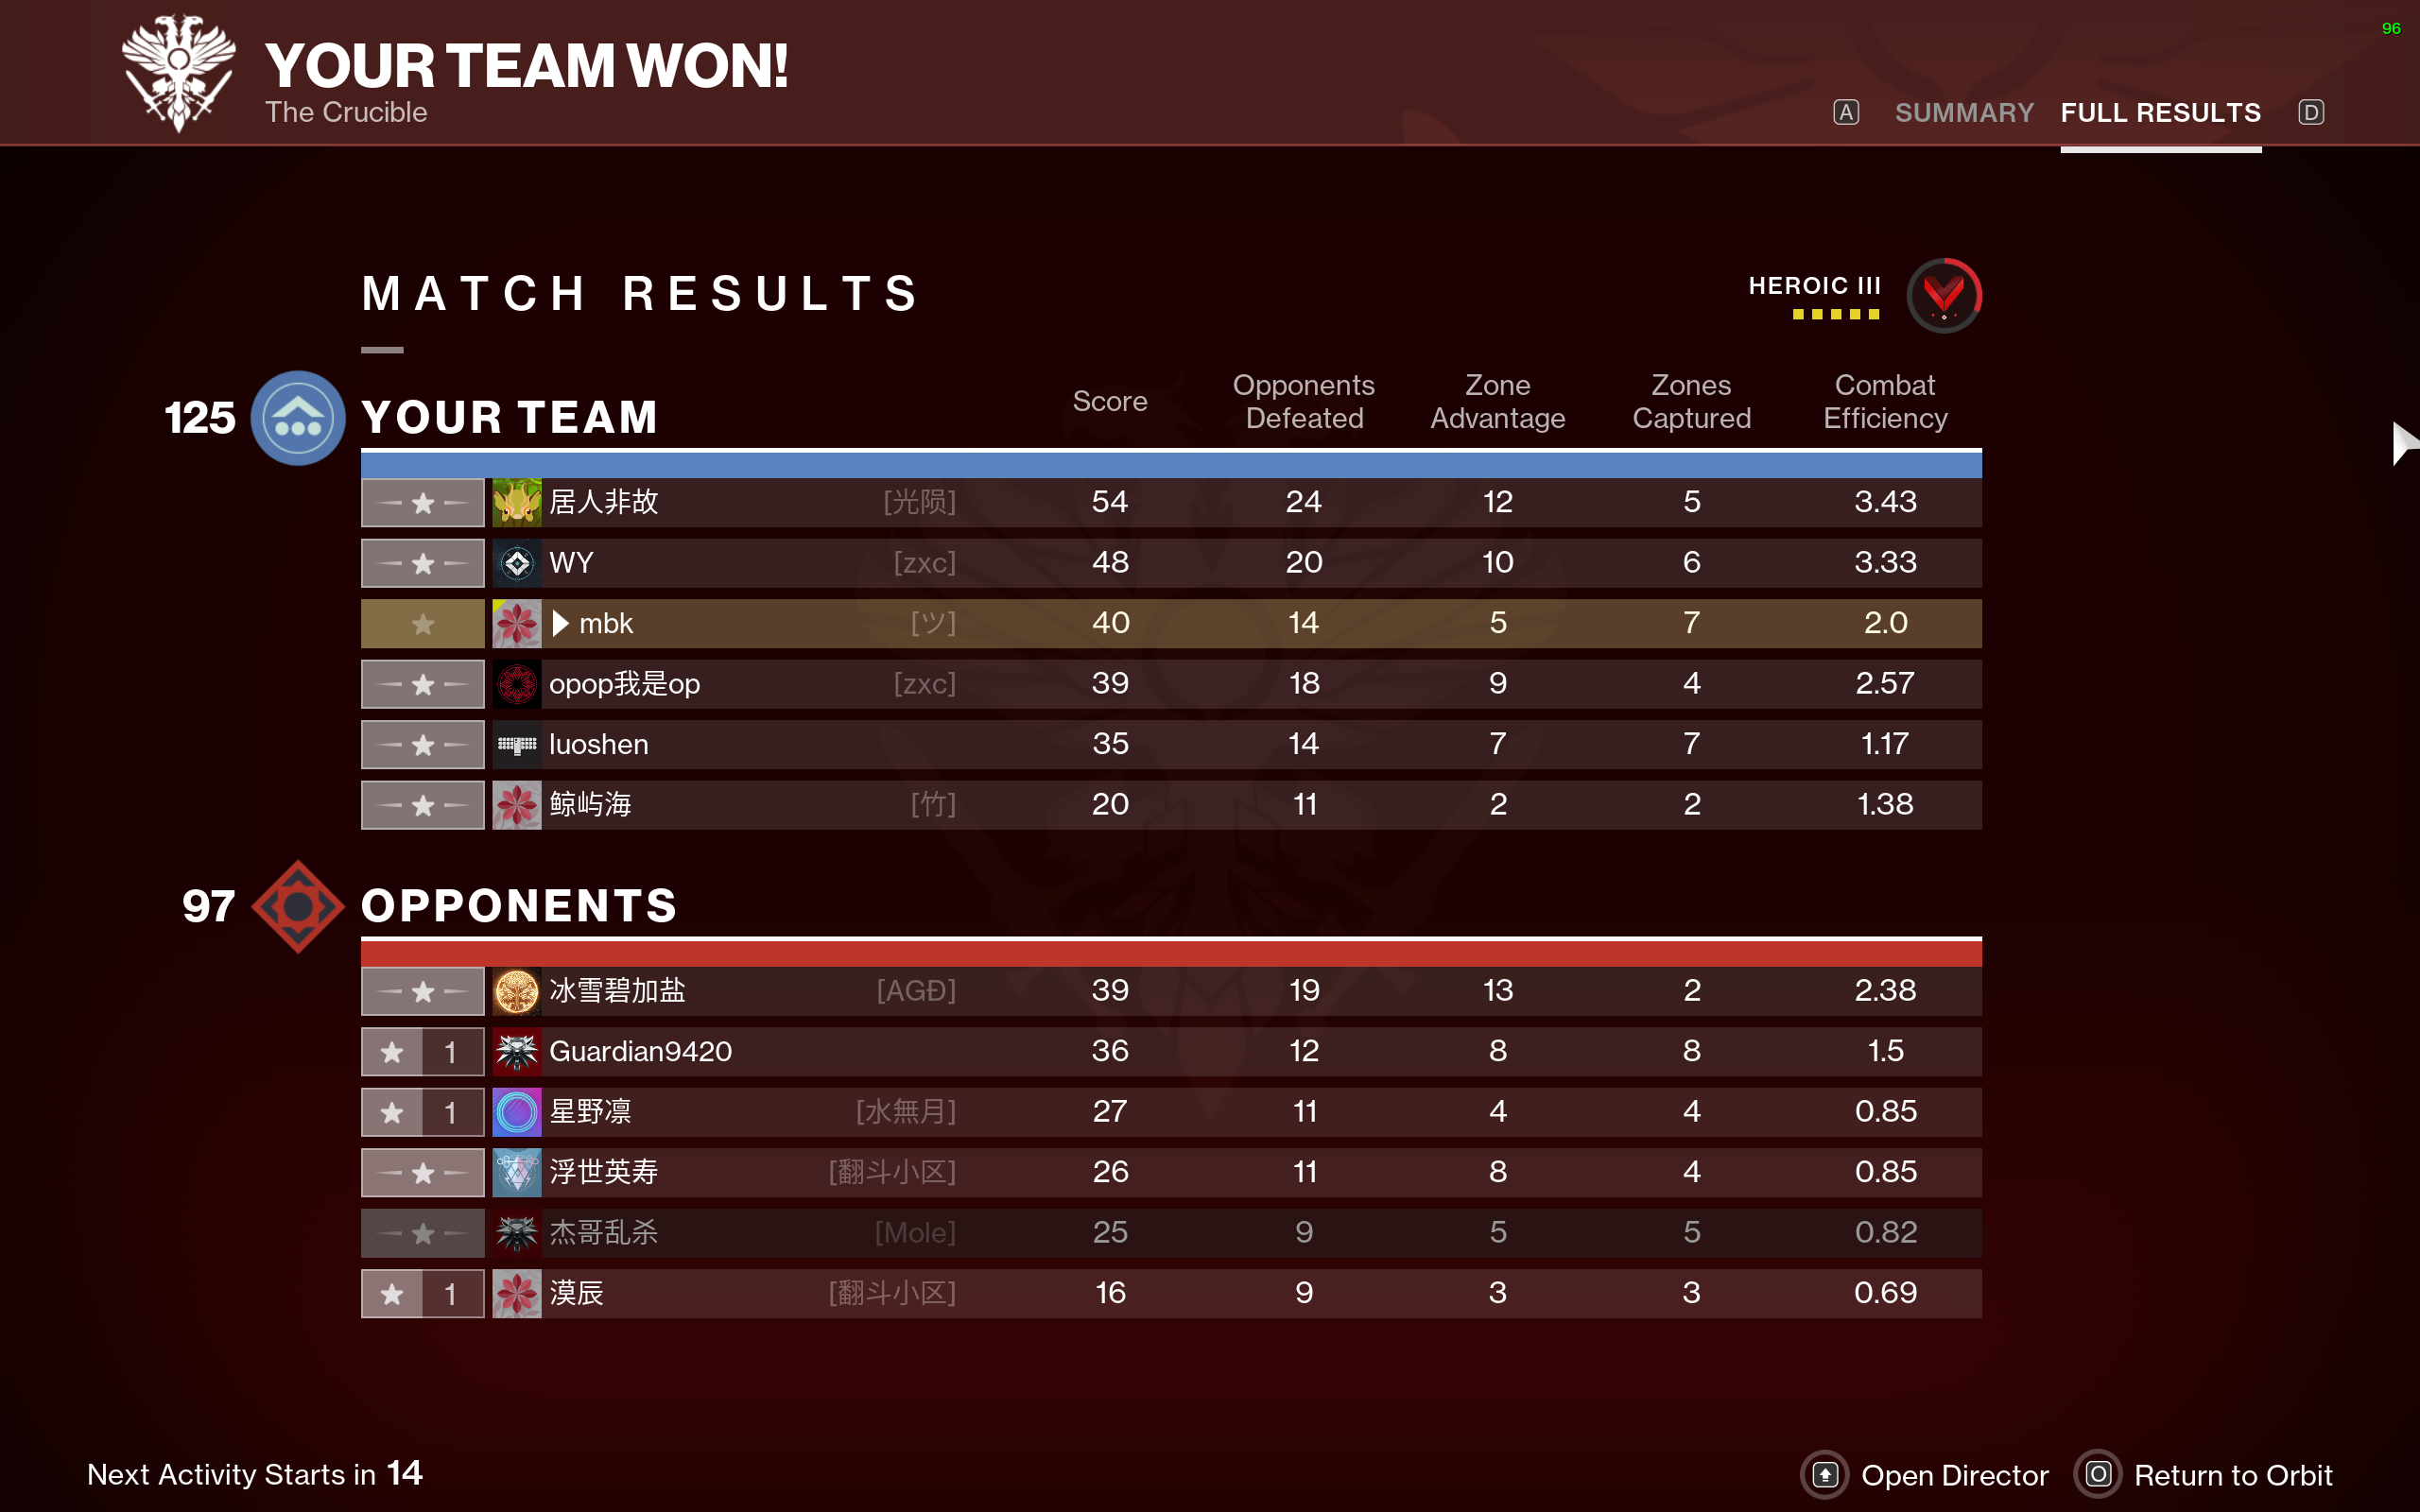 96
YOUR TEAM WON!
The Crucible
A SUMMARY FULL RESULTS D
MATCH RESULTS
HEROIC III
125 YOUR TEAM Score Opponents Defeated Zone Advantage Zones Captured Combat Efficiency
居人非故 [光陨] 54 24 12 5 3.43
WY [zxc] 48 20 10 6 3.33
mbk [ツ] 40 14 5 7 2.0
opop我是op [zxc] 39 18 9 4 2.57
luoshen 35 14 7 7 1.17
鲸屿海 [竹] 20 11 2 2 1.38
97 OPPONENTS
冰雪碧加盐 [AGĐ] 39 19 13 2 2.38
1 Guardian9420 36 12 8 8 1.5
1 星野凛 [水無月] 27 11 4 4 0.85
浮世英寿 [翻斗小区] 26 11 8 4 0.85
杰哥乱杀 [Mole] 25 9 5 5 0.82
1 漠辰 [翻斗小区] 16 9 3 3 0.69
Next Activity Starts in 14
Open Director O Return to Orbit